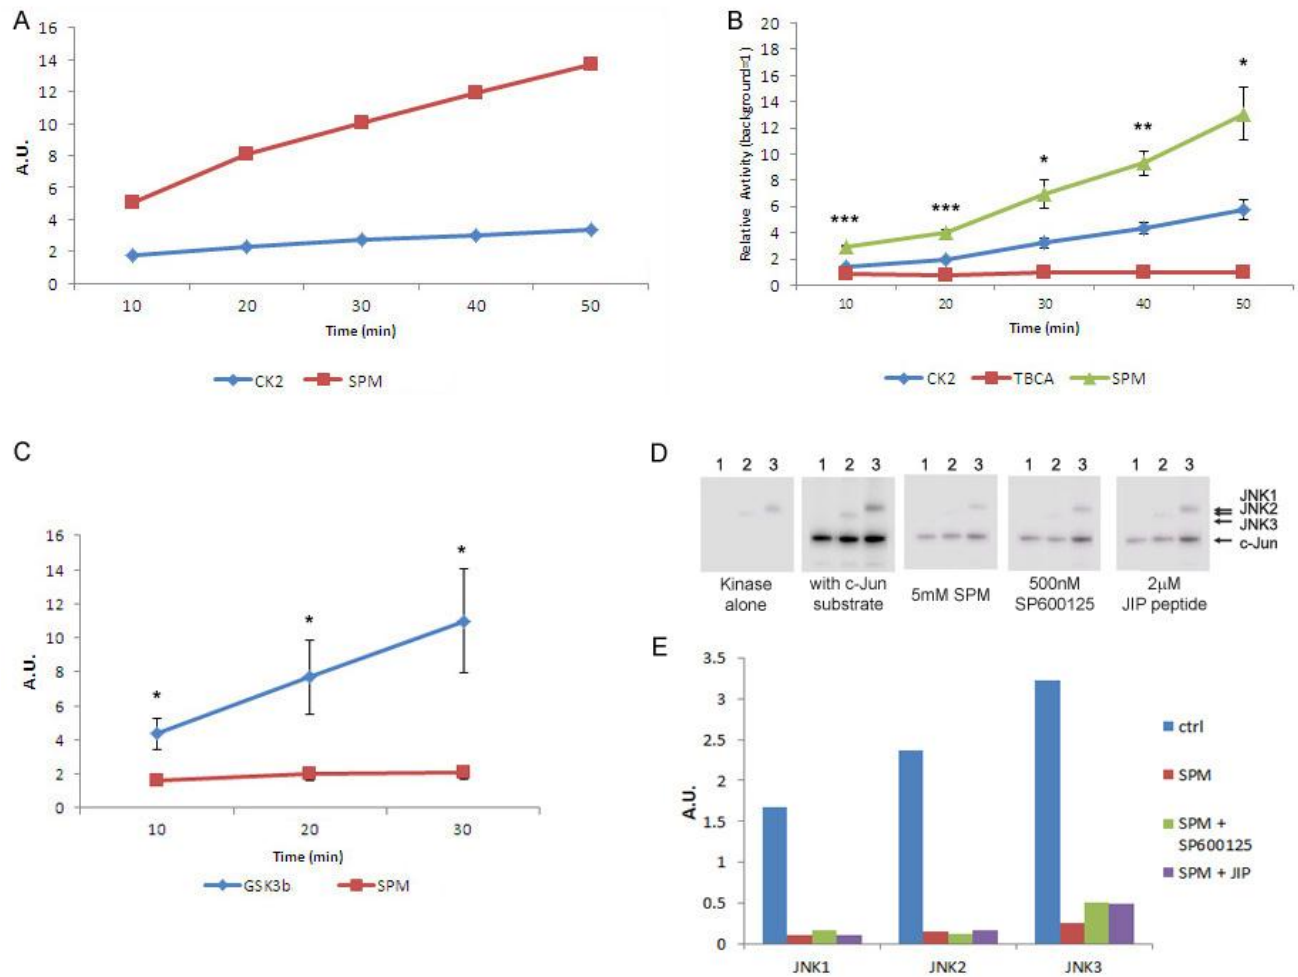 A
16
14
12
10
8
6
4
2
0
A.U.
10 20 30 40 50
Time (min)
CK2 SPM
B
20
18
16
14
12
10
8
6
4
2
0
Relative Avtivity (background=1)
***
***
*
**
*
10 20 30 40 50
Time (min)
CK2 TBCA SPM
C
16
14
12
10
8
6
4
2
0
A.U.
*
*
*
10 20 30
Time (min)
GSK3b SPM
D
1 2 3 1 2 3 1 2 3 1 2 3 1 2 3
JNK1
JNK2
JNK3
c-Jun
Kinase
alone
with c-Jun
substrate
5mM SPM
500nM
SP600125
2μM
JIP peptide
E
3.5
3
2.5
2
1.5
1
0.5
0
A.U.
JNK1 JNK2 JNK3
ctrl
SPM
SPM +
SP600125
SPM + JIP